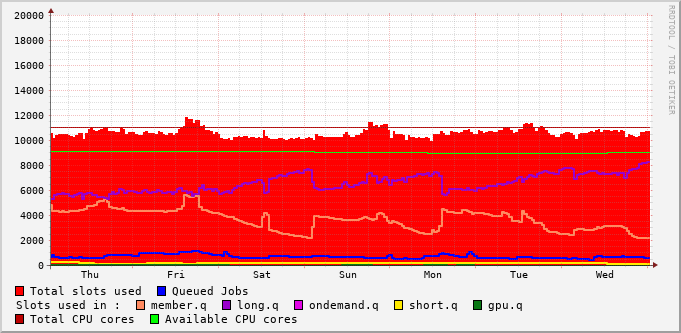 20000
18000
16000
14000
12000
10000
8000
6000
4000
2000
0
Thu Fri Sat Sun Mon Tue Wed
Total slots used Queued Jobs
Slots used in : member.q long.q ondemand.q short.q gpu.q
Total CPU cores Available CPU cores
RRDTOOL / TOBI OETIKER